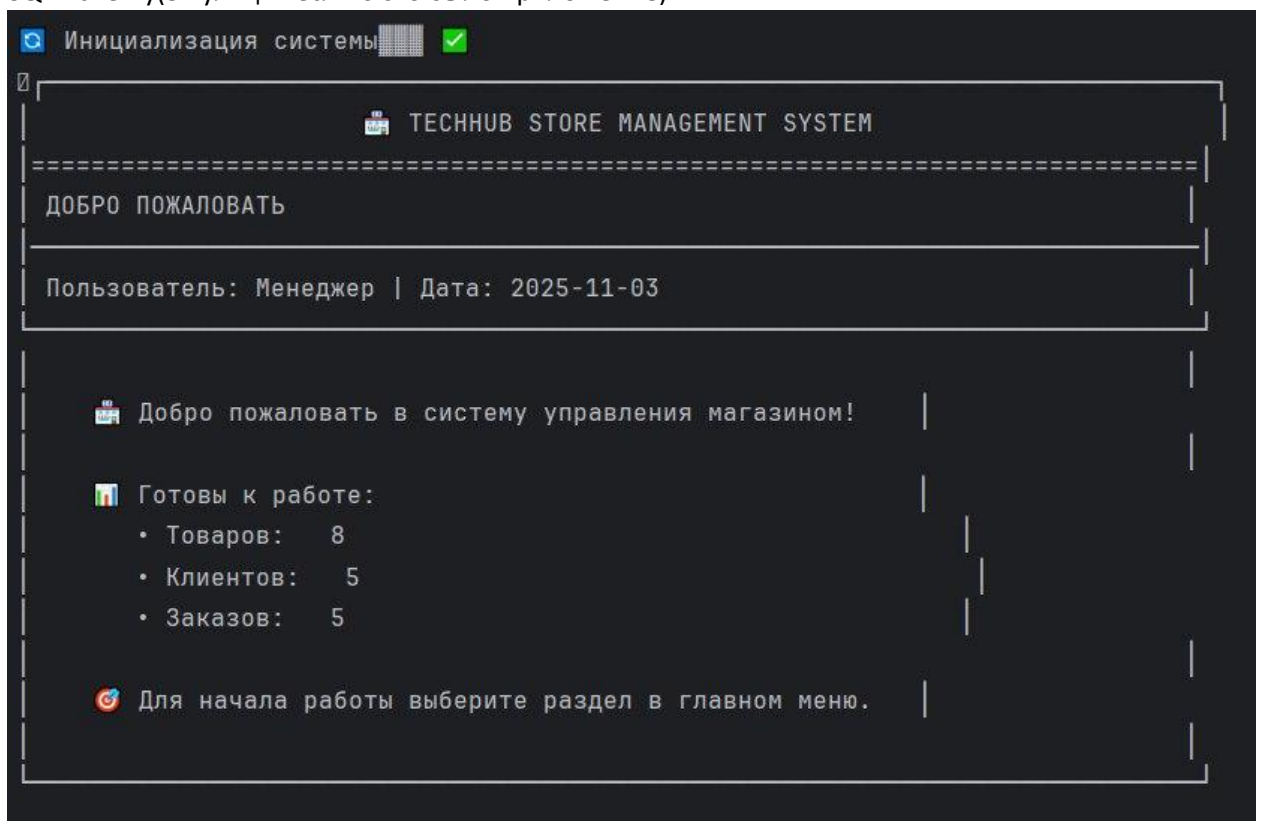 Инициализация системы▒▒▒ ✅
🏪 TECHHUB STORE MANAGEMENT SYSTEM
==============================================================================
ДОБРО ПОЖАЛОВАТЬ
Пользователь: Менеджер | Дата: 2025-11-03
Добро пожаловать в систему управления магазином!
Готовы к работе:
• Товаров: 8
• Клиентов: 5
• Заказов: 5
Для начала работы выберите раздел в главном меню.